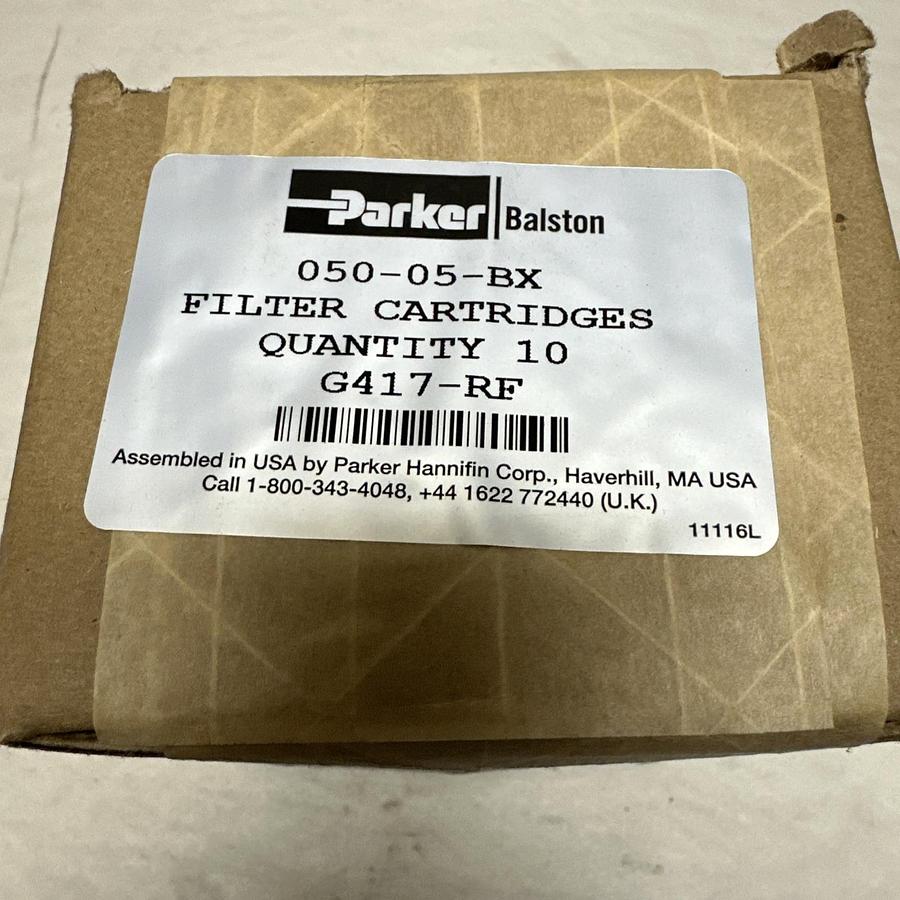 Parker Balston
050-05-BX
FILTER CARTRIDGES
QUANTITY 10
G417-RF
Assembled in USA by Parker Hannifin Corp., Haverhill, MA USA
Call 1-800-343-4048, +44 1622 772440 (U.K.)
11116L